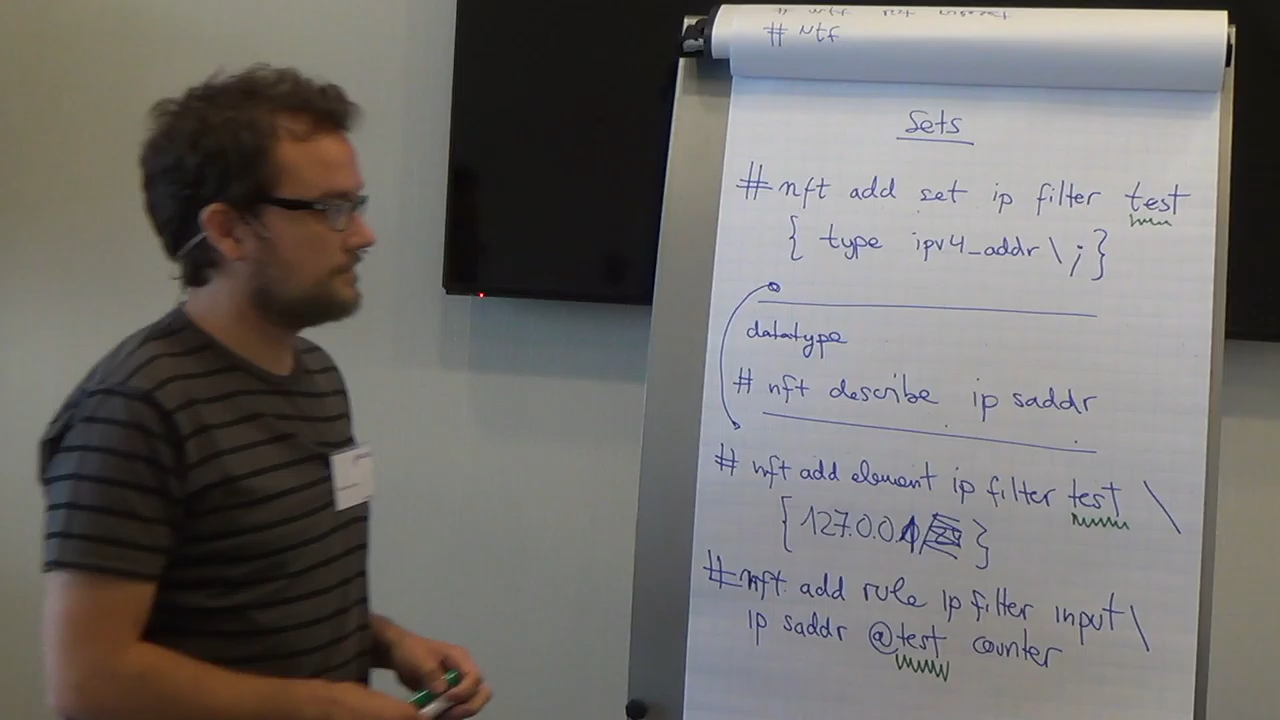 # ntf
Sets
# nft add set ip filter test
{ type ipv4_addr \; }
datatype
# nft describe ip saddr
# nft add element ip filter test \
{ 127.0.0.1 }
# nft add rule ip filter input \
ip saddr @test counter